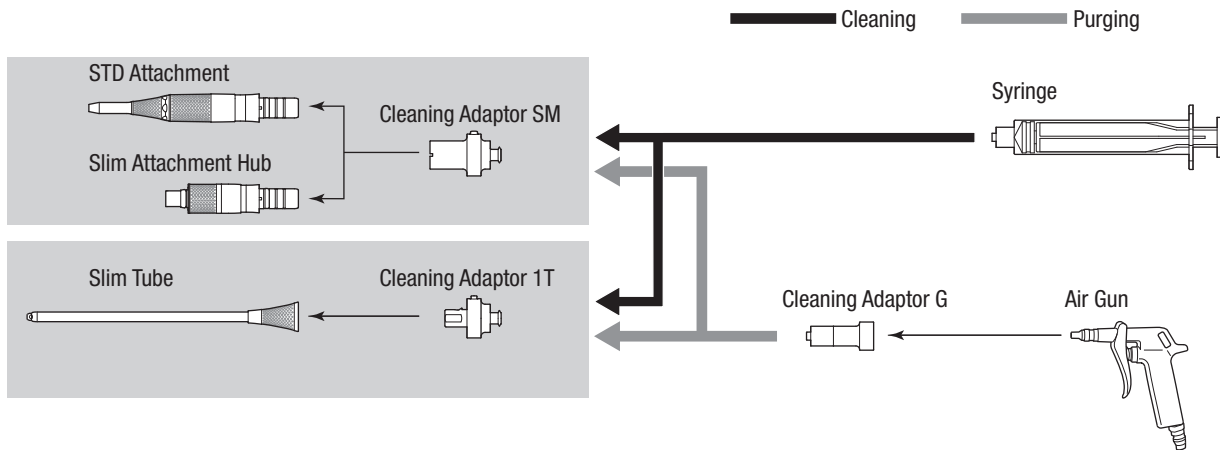 Cleaning
Purging
STD Attachment
Cleaning Adaptor SM
Syringe
Slim Attachment Hub
Slim Tube
Cleaning Adaptor 1T
Cleaning Adaptor G
Air Gun